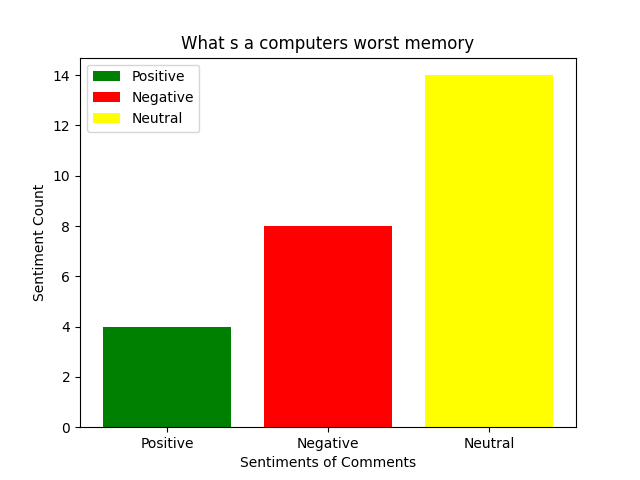 What s a computers worst memory
Positive
Negative
Neutral
Sentiment Count
14
12
10
8
6
4
2
0
Positive
Negative
Neutral
Sentiments of Comments